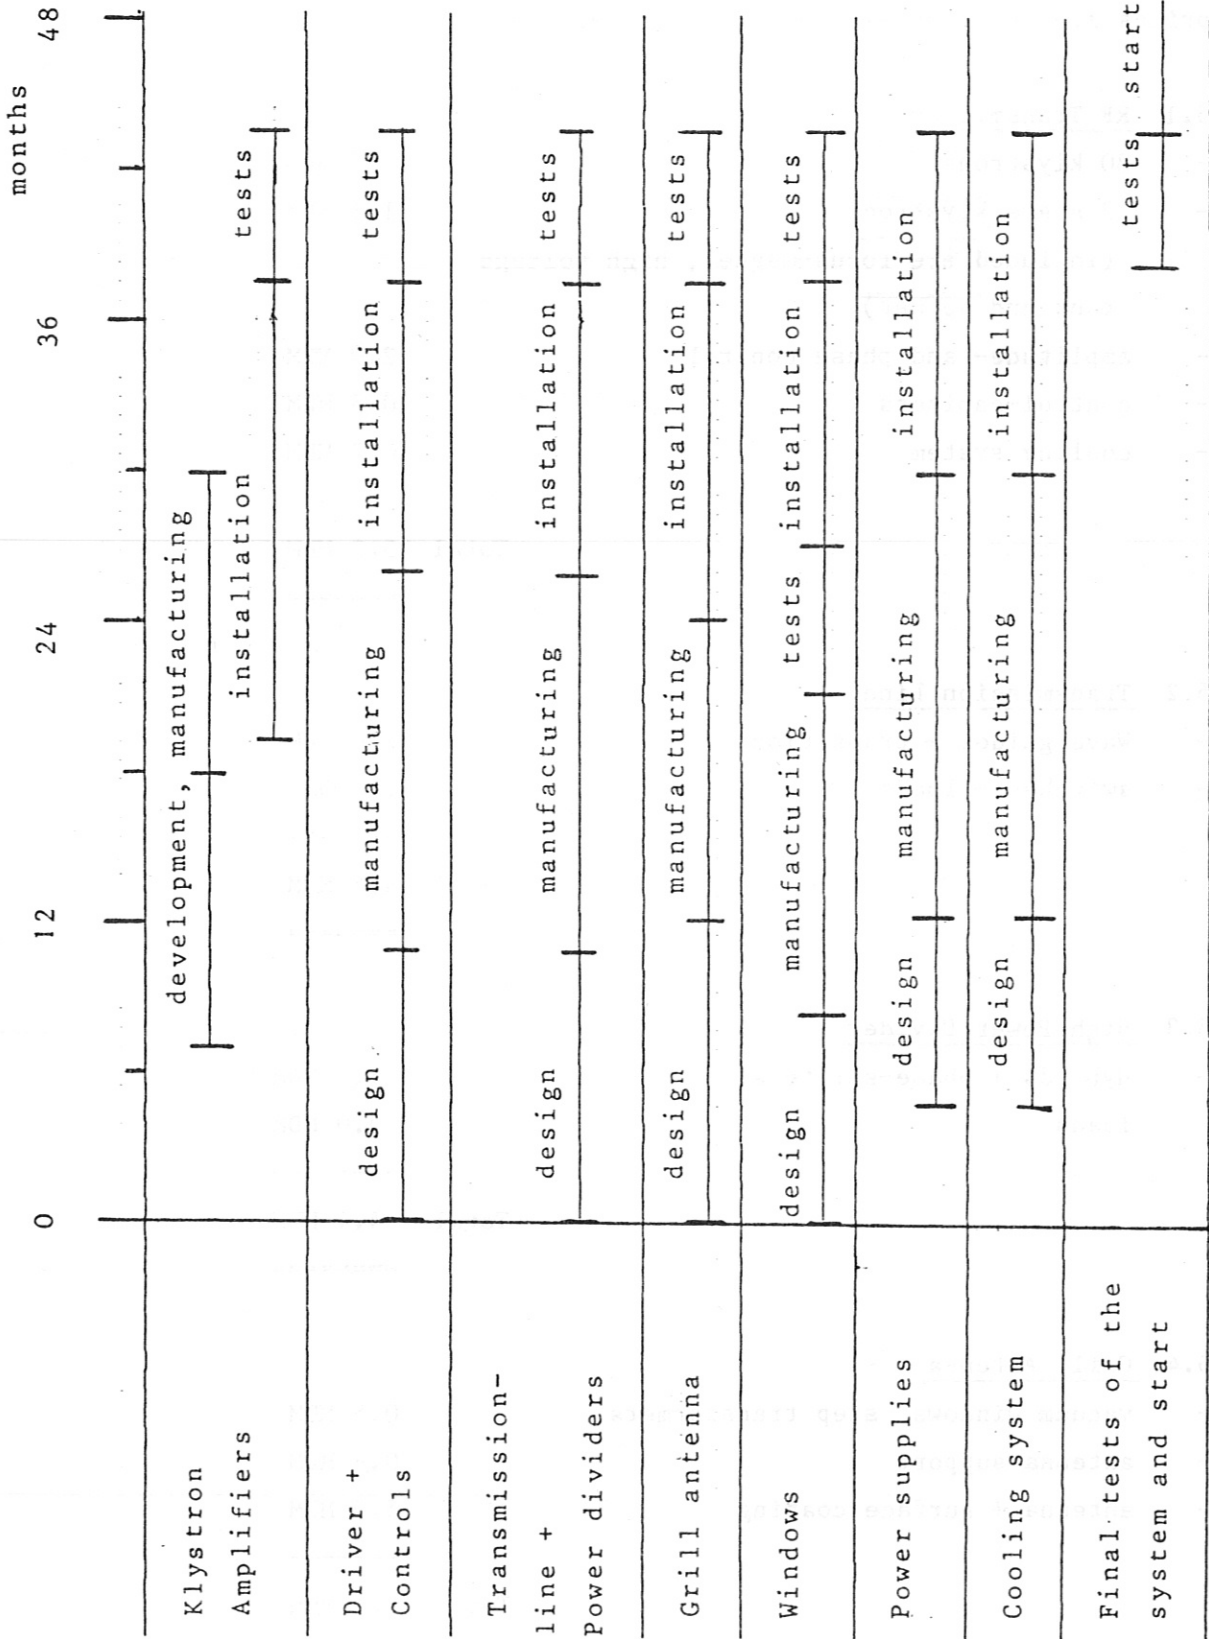 months
0 12 24 36 48
Klystron
Amplifiers
development, manufacturing
installation tests
Driver +
Controls
design manufacturing installation tests
Transmission-
line +
Power dividers
design manufacturing installation tests
Grill antenna
design manufacturing installation tests
Windows
design manufacturing tests installation tests
Power supplies
design manufacturing installation
Cooling system
design manufacturing installation
Final tests of the
system and start
tests start